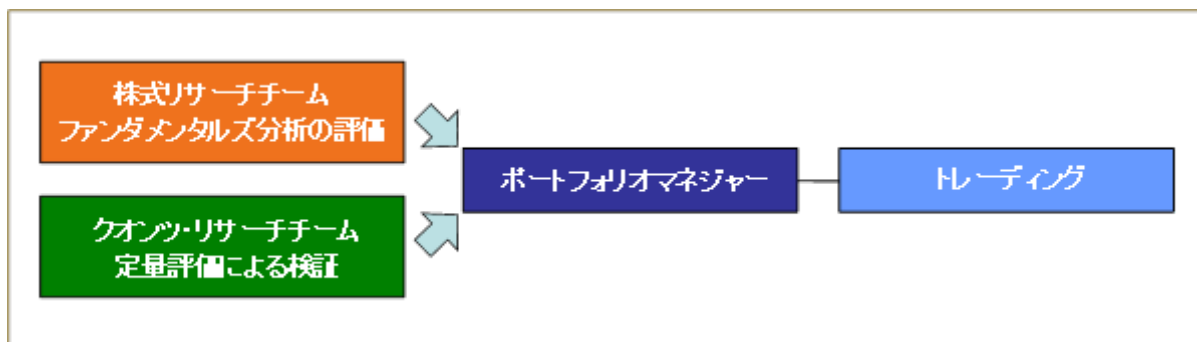 株式リサーチチーム
ファンダメンタルズ分析の評価
クオンツ・リサーチチーム
定量評価による検証
ポートフォリオマネジャー
トレーディング